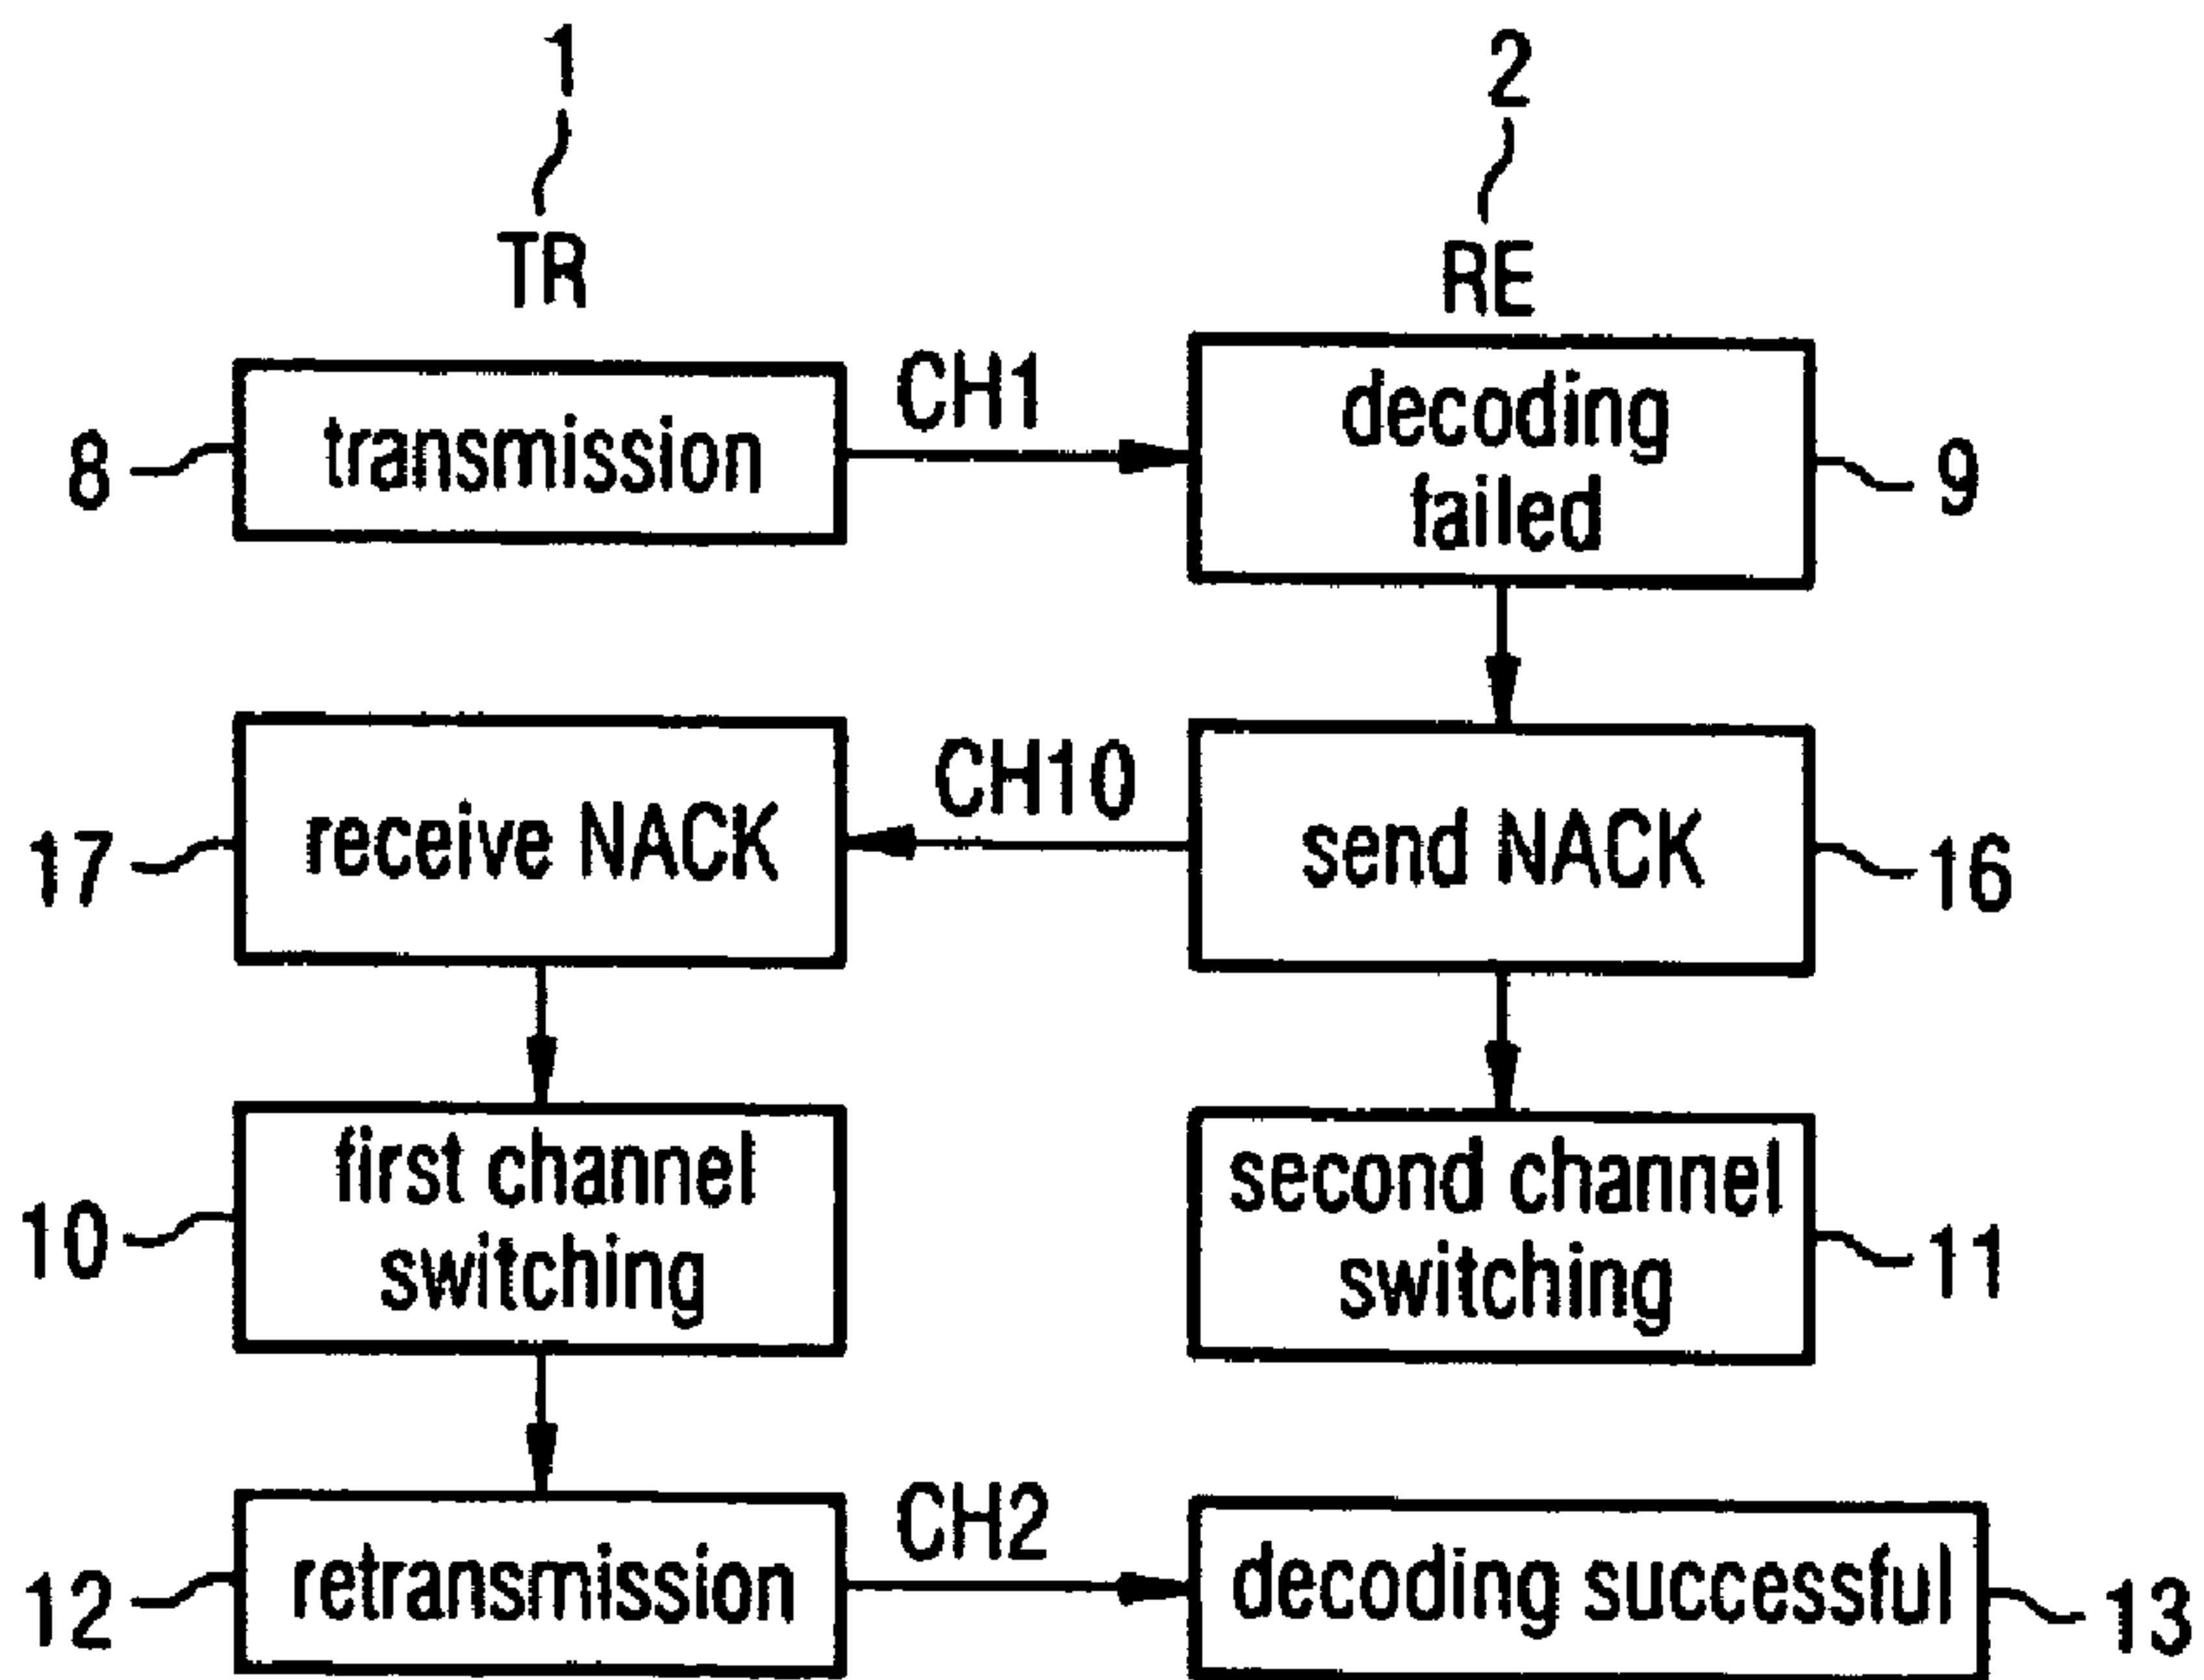 1
2
TR
RE
CH1
8
transmission
decoding
failed
9
CH10
17
receive NACK
send NACK
16
10
first channel
switching
second channel
switching
11
CH2
12
retransmission
decoding successful
13